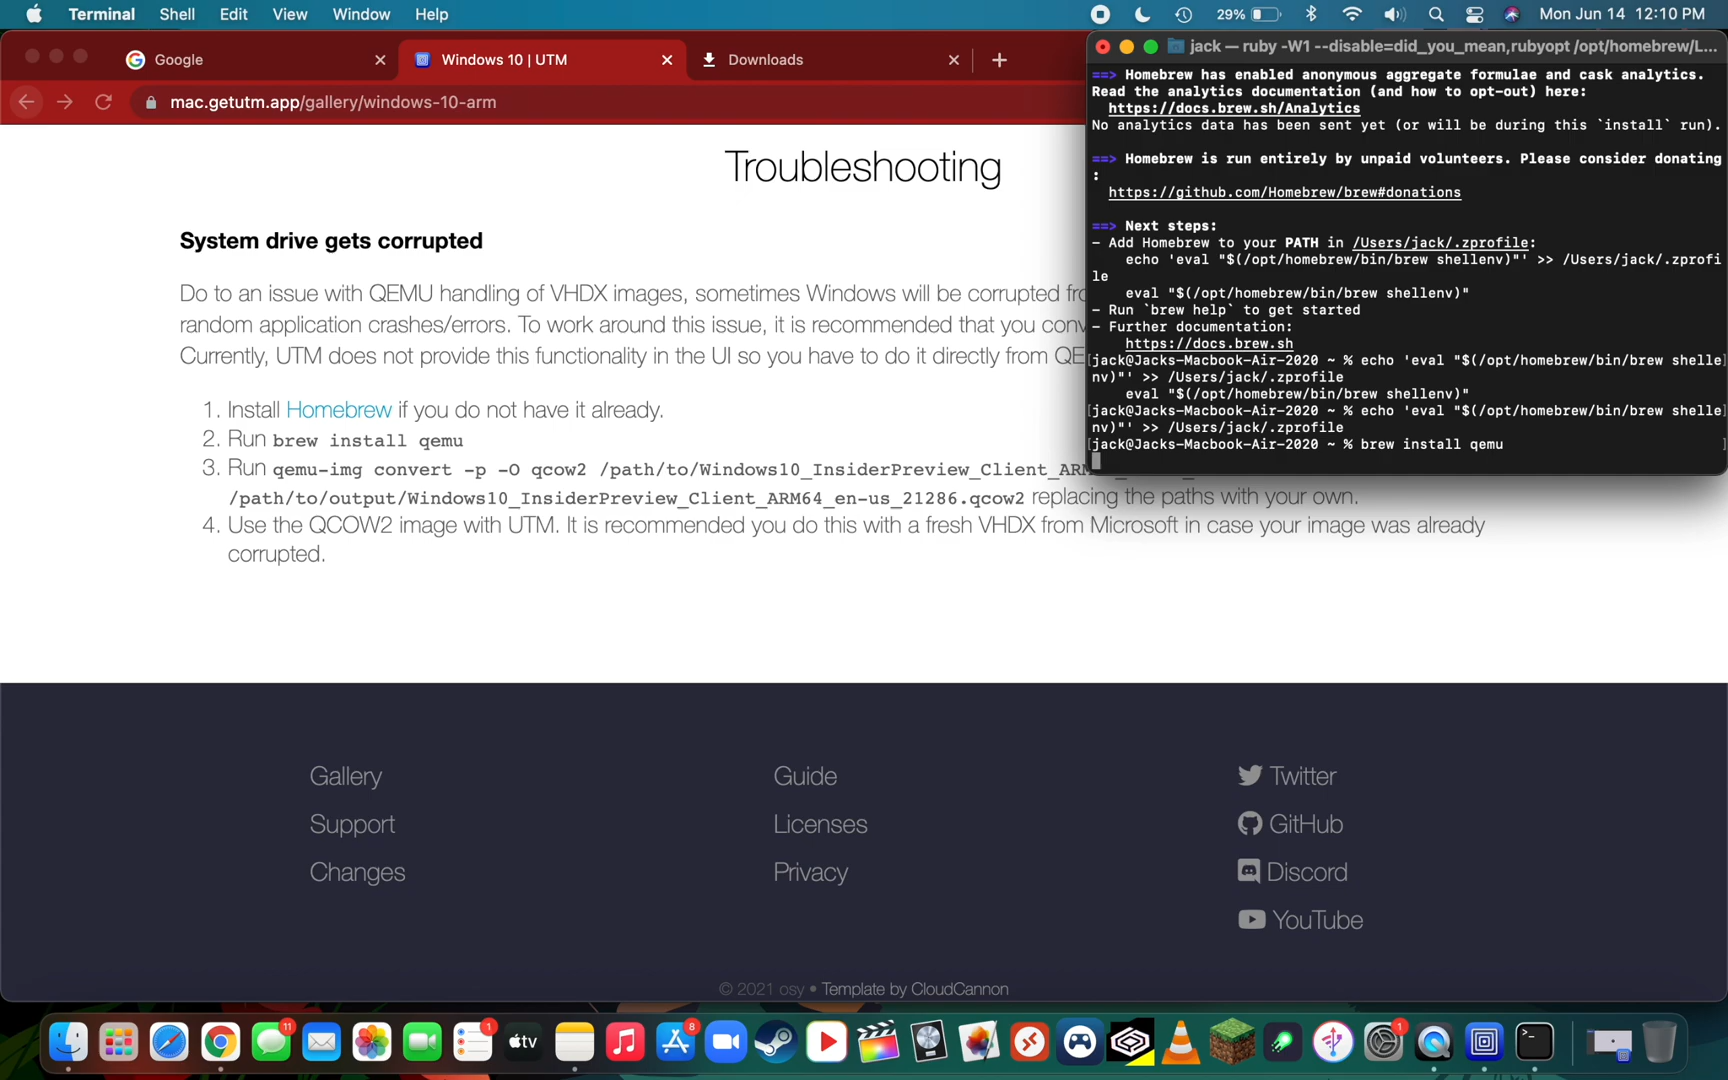 Terminal Shell Edit View Window Help 29% Mon Jun 14 12:10 PM
Google
Windows 10 | UTM
Downloads
mac.getutm.app/gallery/windows-10-arm
Troubleshooting
System drive gets corrupted
Do to an issue with QEMU handling of VHDX images, sometimes Windows will be corrupted
random application crashes/errors. To work around this issue, it is recommended that you
Currently, UTM does not provide this functionality in the UI so you have to do it directly from
1. Install Homebrew if you do not have it already.
2. Run brew install qemu
3. Run qemu-img convert -p -O qcow2 /path/to/Windows10_InsiderPreview_Client_ARM
/path/to/output/Windows10_InsiderPreview_Client_ARM64_en-us_21286.qcow2 replacing the paths with your own.
4. Use the QCOW2 image with UTM. It is recommended you do this with a fresh VHDX from Microsoft in case your image was already
corrupted.
jack — ruby -W1 --disable=did_you_mean,rubyopt /opt/homebrew/L...
==> Homebrew has enabled anonymous aggregate formulae and cask analytics.
Read the analytics documentation (and how to opt-out) here:
https://docs.brew.sh/Analytics
No analytics data has been sent yet (or will be during this `install` run).
==> Homebrew is run entirely by unpaid volunteers. Please consider donating
:
https://github.com/Homebrew/brew#donations
==> Next steps:
- Add Homebrew to your PATH in /Users/jack/.zprofile:
echo 'eval "$(/opt/homebrew/bin/brew shellenv)"' >> /Users/jack/.zprofi
le
eval "$(/opt/homebrew/bin/brew shellenv)"
- Run `brew help` to get started
- Further documentation:
https://docs.brew.sh
[jack@Jacks-Macbook-Air-2020 ~ % echo 'eval "$(/opt/homebrew/bin/brew shelle]
nv)"' >> /Users/jack/.zprofile
eval "$(/opt/homebrew/bin/brew shellenv)"
[jack@Jacks-Macbook-Air-2020 ~ % echo 'eval "$(/opt/homebrew/bin/brew shelle]
nv)"' >> /Users/jack/.zprofile
[jack@Jacks-Macbook-Air-2020 ~ % brew install qemu ]
Gallery
Support
Changes
Guide
Licenses
Privacy
Twitter
GitHub
Discord
YouTube
© 2021 osy • Template by CloudCannon
11 1 tv 8 1